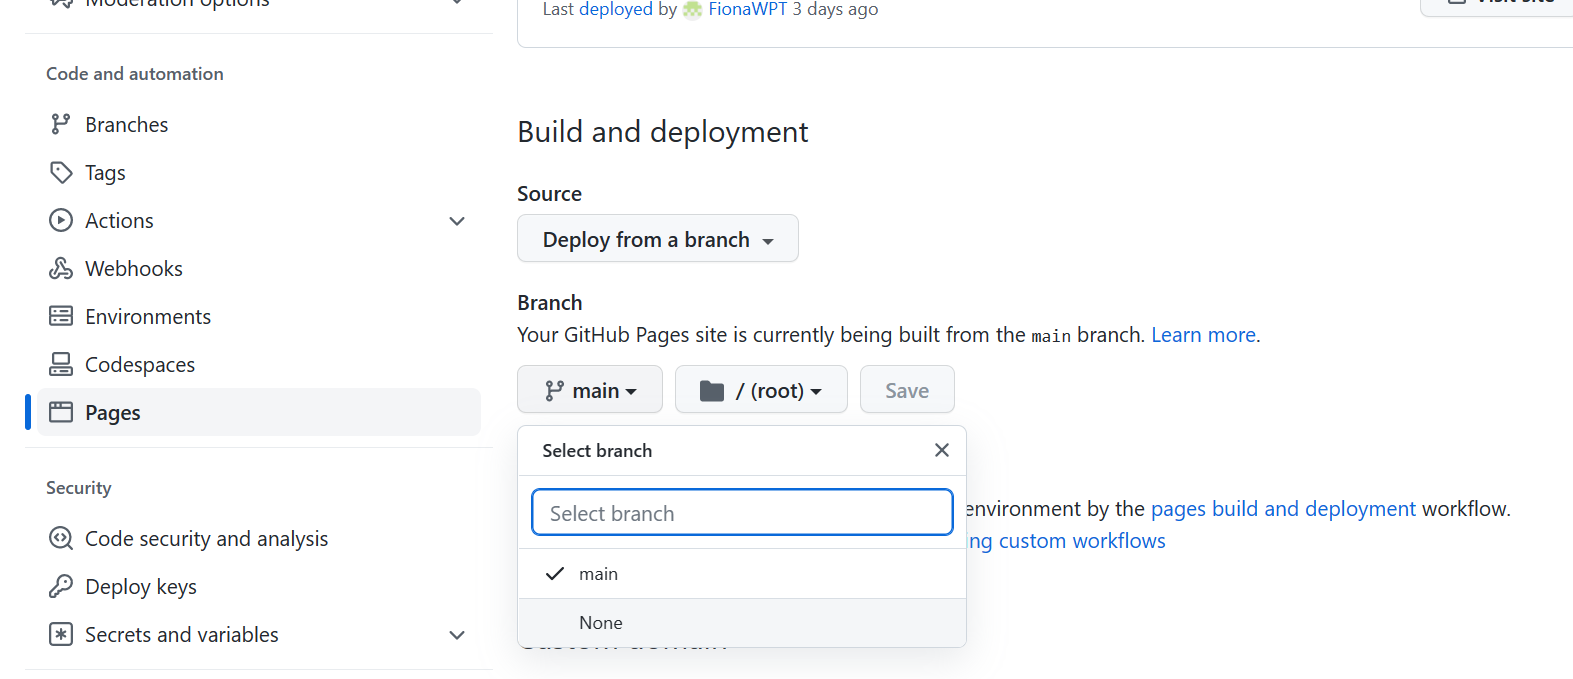 Moderation options
Code and automation
Branches
Tags
Actions
Webhooks
Environments
Codespaces
Pages
Security
Code security and analysis
Deploy keys
Secrets and variables
Last deployed by FionaWPT 3 days ago
Visit site
Build and deployment
Source
Deploy from a branch
Branch
Your GitHub Pages site is currently being built from the main branch. Learn more.
main
/ (root)
Save
Select branch
Select branch
main
None
environment by the pages build and deployment workflow.
ng custom workflows
Custom domain